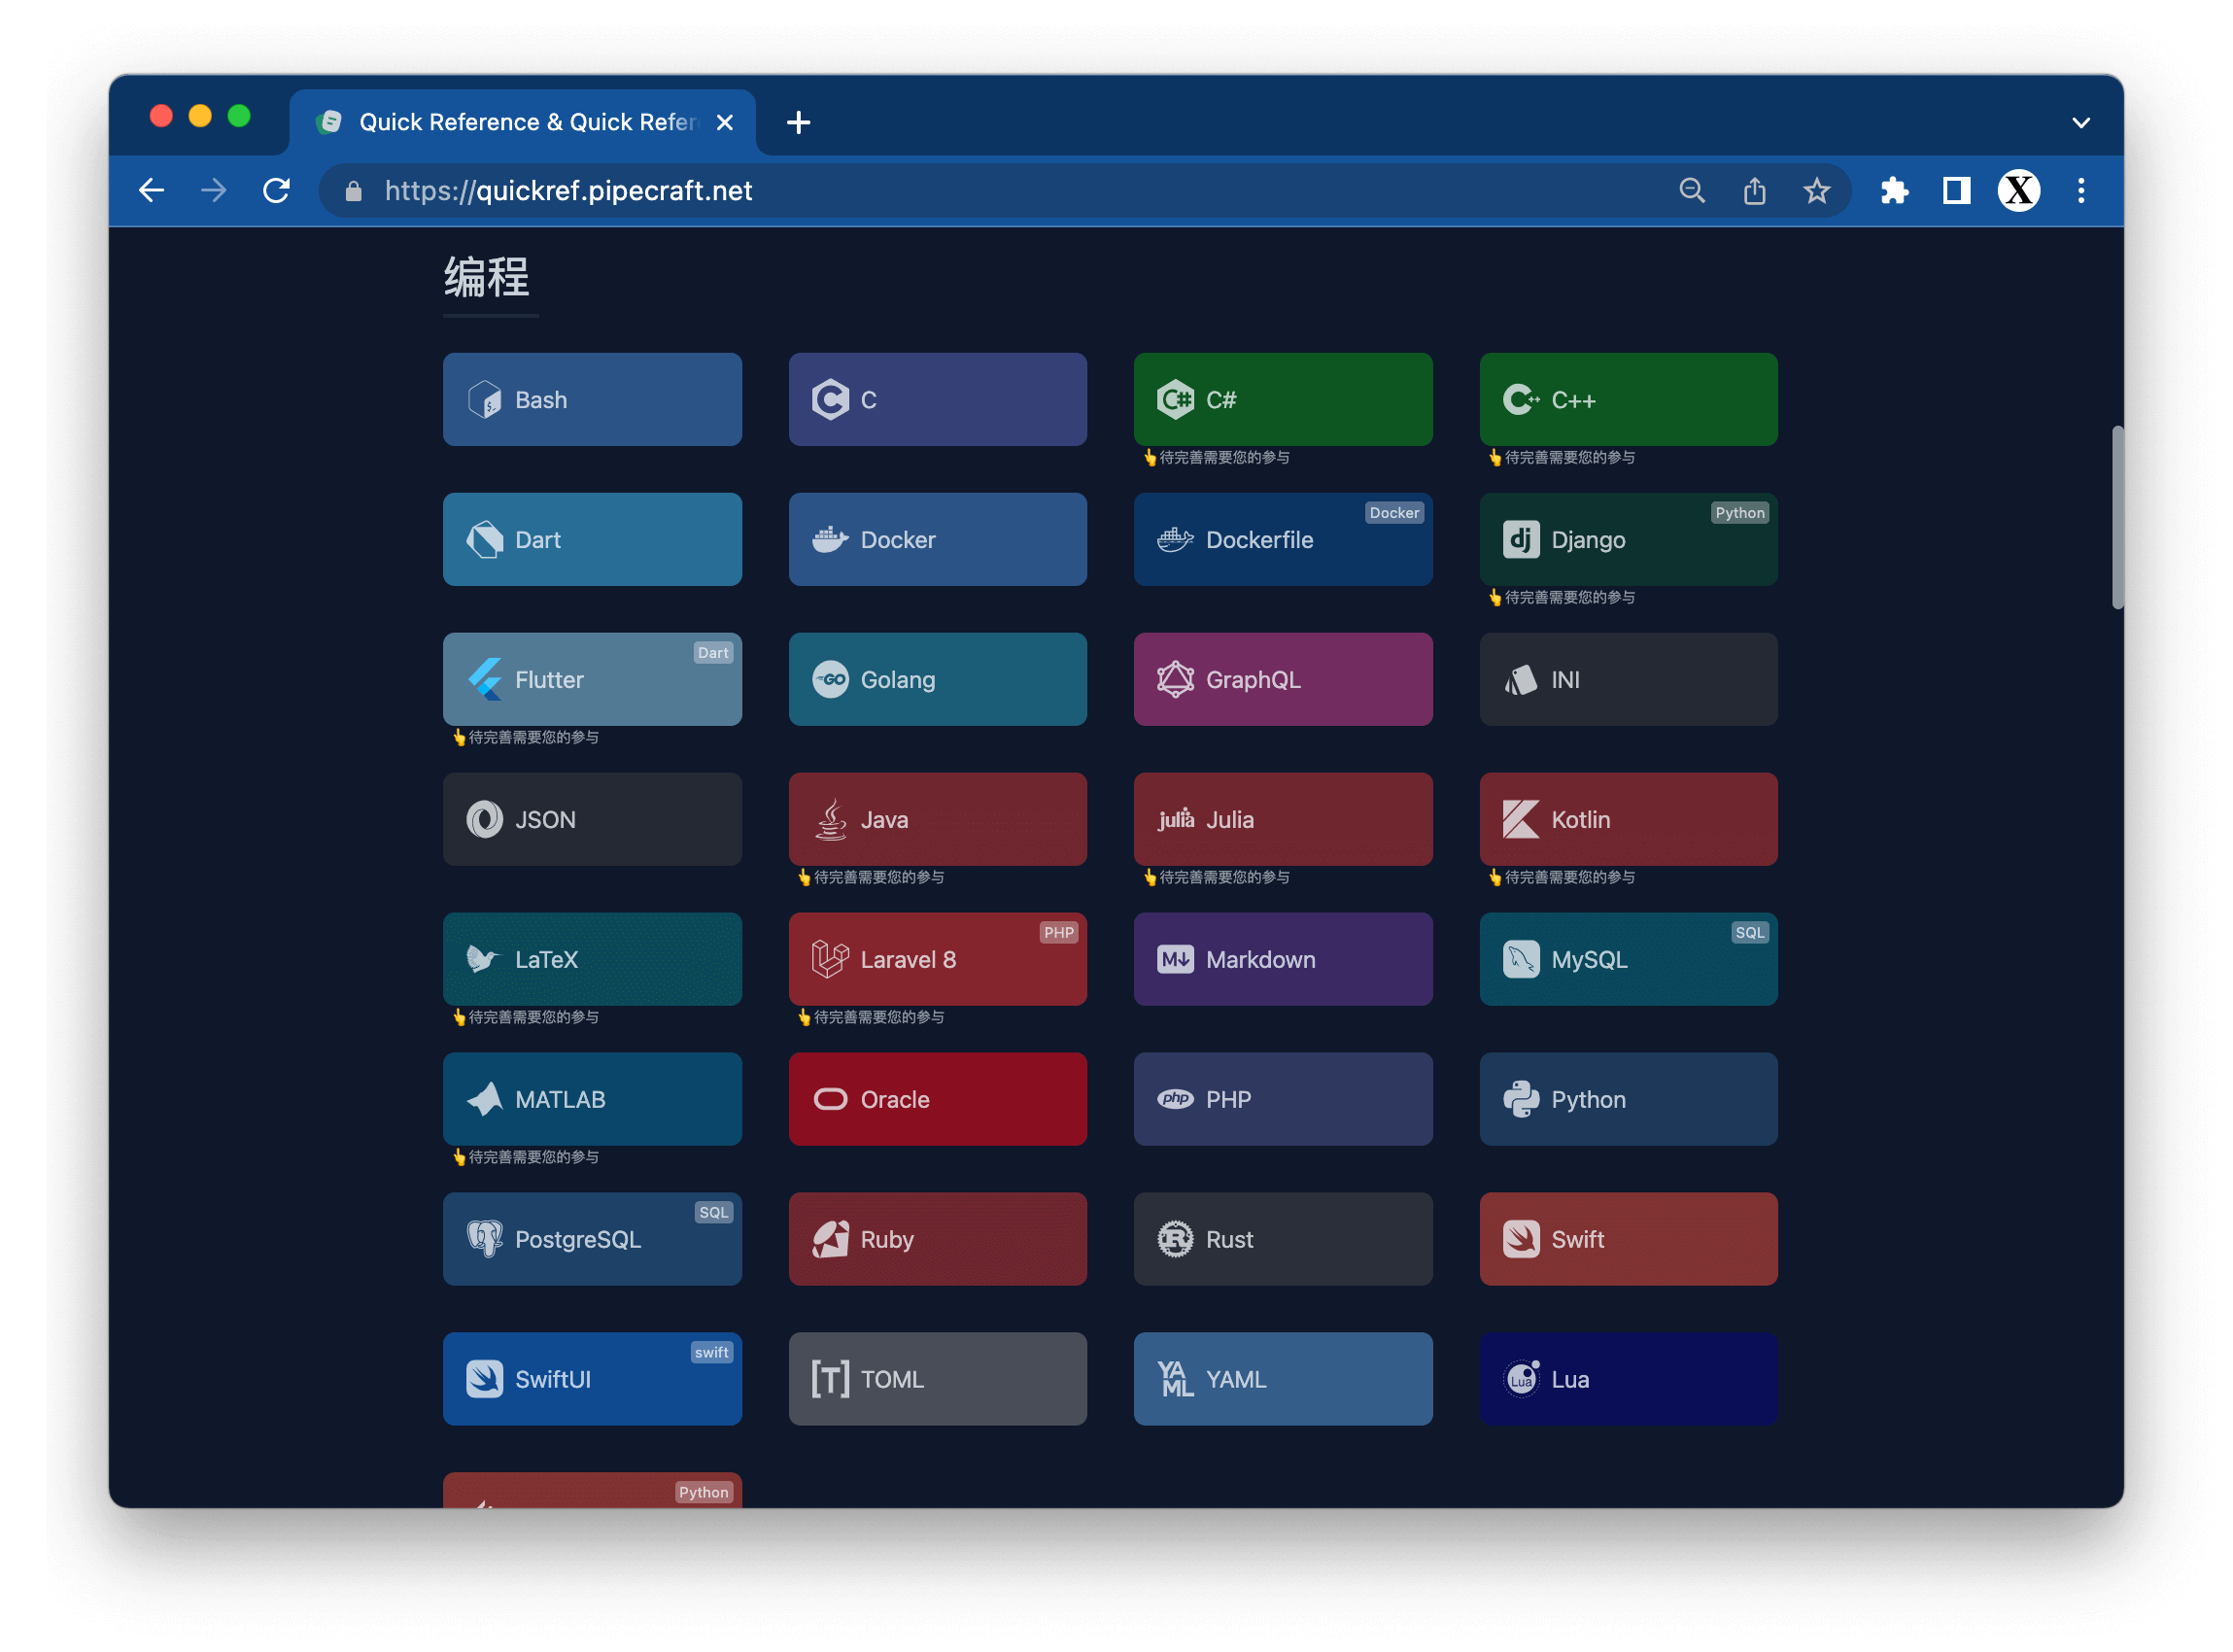 Quick Reference & Quick Refer
https://quickref.pipecraft.net
X
编程
Bash
C
C#
C++
👆待完善需要您的参与
👆待完善需要您的参与
Dart
Docker
Docker
Dockerfile
Python
dj
Django
👆待完善需要您的参与
Dart
Flutter
GO
Golang
GraphQL
INI
👆待完善需要您的参与
JSON
Java
julia
Julia
Kotlin
👆待完善需要您的参与
👆待完善需要您的参与
👆待完善需要您的参与
LaTeX
PHP
Laravel 8
M↓
Markdown
SQL
MySQL
👆待完善需要您的参与
👆待完善需要您的参与
MATLAB
Oracle
php
PHP
Python
👆待完善需要您的参与
SQL
PostgreSQL
Ruby
R
Rust
Swift
swift
SwiftUI
[T]
TOML
YA
ML
YAML
Lua
Lua
Python